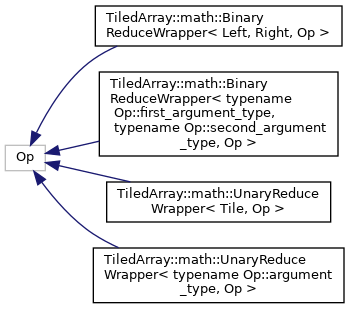 TiledArray::math::Binary
ReduceWrapper< Left, Right, Op >
TiledArray::math::Binary
ReduceWrapper< typename
Op::first_argument_type,
typename Op::second_argument
_type, Op >
Op
TiledArray::math::UnaryReduce
Wrapper< Tile, Op >
TiledArray::math::UnaryReduce
Wrapper< typename Op::argument
_type, Op >